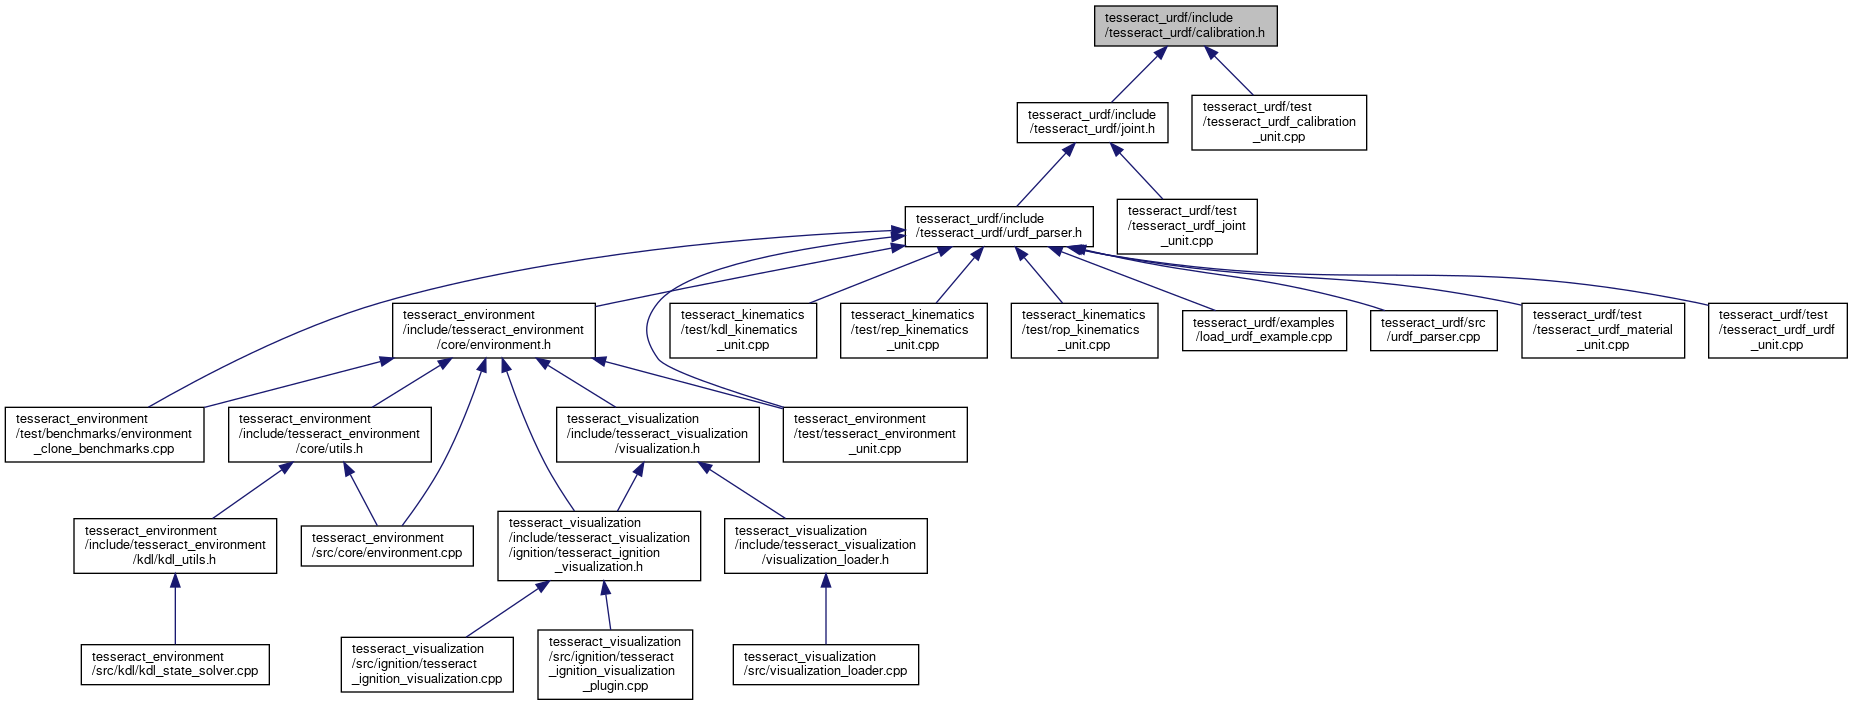 tesseract_urdf/include
/tesseract_urdf/calibration.h
tesseract_urdf/include
/tesseract_urdf/joint.h
tesseract_urdf/test
/tesseract_urdf_calibration
_unit.cpp
tesseract_urdf/include
/tesseract_urdf/urdf_parser.h
tesseract_urdf/test
/tesseract_urdf_joint
_unit.cpp
tesseract_environment
/include/tesseract_environment
/core/environment.h
tesseract_kinematics
/test/kdl_kinematics
_unit.cpp
tesseract_kinematics
/test/rep_kinematics
_unit.cpp
tesseract_kinematics
/test/rop_kinematics
_unit.cpp
tesseract_urdf/examples
/load_urdf_example.cpp
tesseract_urdf/src
/urdf_parser.cpp
tesseract_urdf/test
/tesseract_urdf_material
_unit.cpp
tesseract_urdf/test
/tesseract_urdf_urdf
_unit.cpp
tesseract_environment
/test/benchmarks/environment
_clone_benchmarks.cpp
tesseract_environment
/include/tesseract_environment
/core/utils.h
tesseract_visualization
/include/tesseract_visualization
/visualization.h
tesseract_environment
/test/tesseract_environment
_unit.cpp
tesseract_environment
/include/tesseract_environment
/kdl/kdl_utils.h
tesseract_environment
/src/core/environment.cpp
tesseract_visualization
/include/tesseract_visualization
/ignition/tesseract_ignition
_visualization.h
tesseract_visualization
/include/tesseract_visualization
/visualization_loader.h
tesseract_environment
/src/kdl/kdl_state_solver.cpp
tesseract_visualization
/src/ignition/tesseract
_ignition_visualization.cpp
tesseract_visualization
/src/ignition/tesseract
_ignition_visualization
_plugin.cpp
tesseract_visualization
/src/visualization_loader.cpp